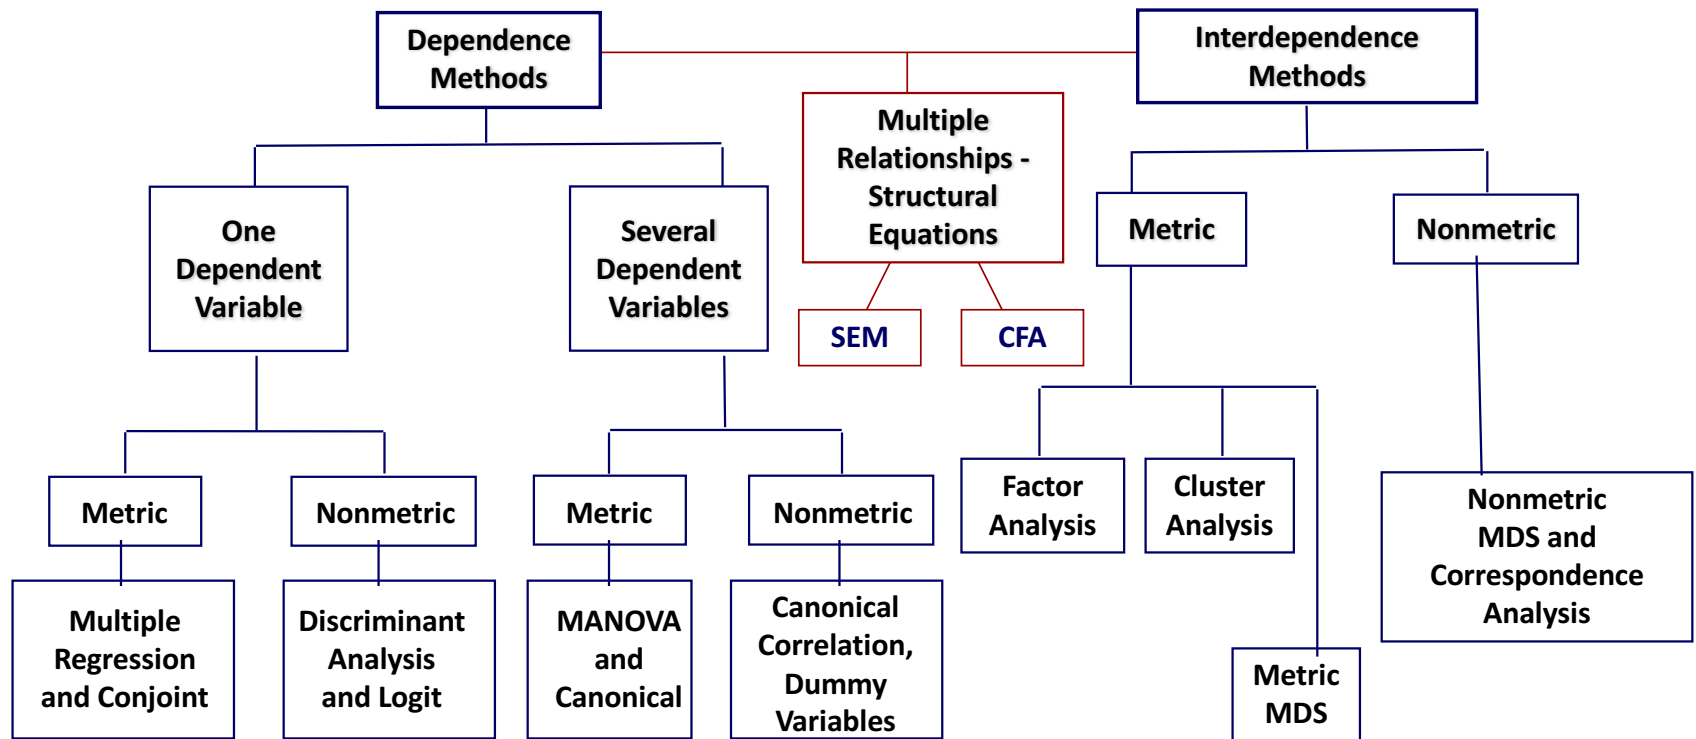 Dependence
Methods
Interdependence
Methods
Multiple
Relationships -
Structural
Equations
One
Dependent
Variable
Several
Dependent
Variables
Metric
Nonmetric
SEM
CFA
Metric
Nonmetric
Metric
Nonmetric
Factor
Analysis
Cluster
Analysis
Nonmetric
MDS and
Correspondence
Analysis
Multiple
Regression
and Conjoint
Discriminant
Analysis
and Logit
MANOVA
and
Canonical
Canonical
Correlation,
Dummy
Variables
Metric
MDS